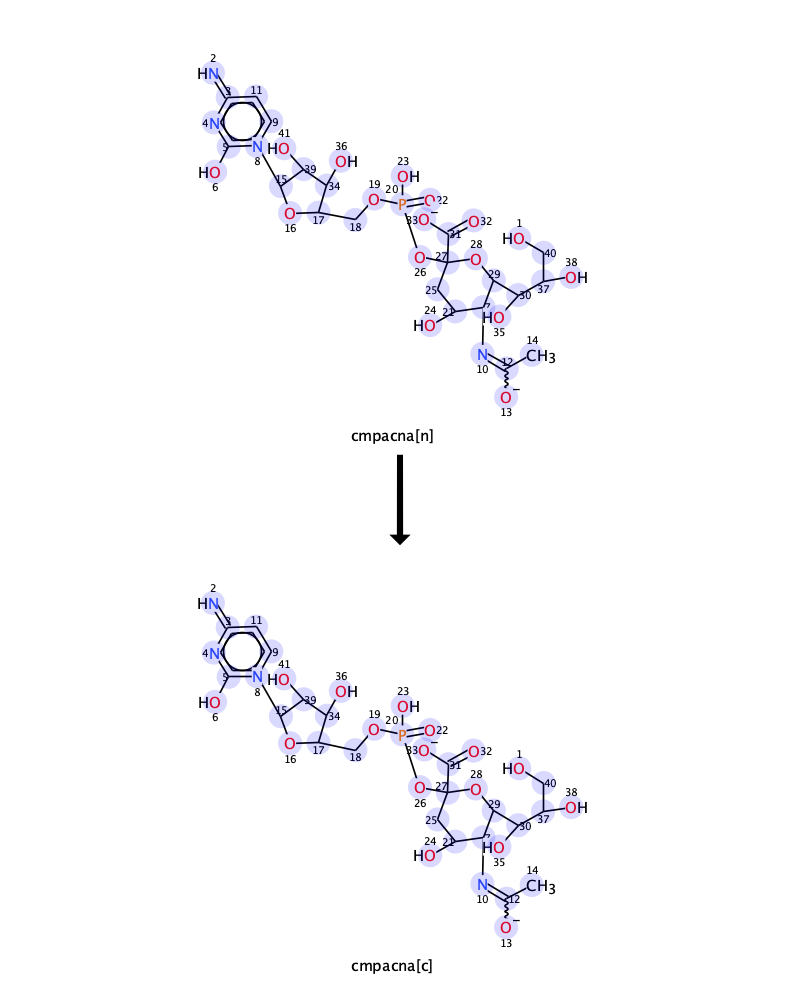 2
HN
3
11
4 N
9
41
36
5
N
HO
OH
8
23
HO
39
OH
6
15
34
19
20
22
O
P
O
O
33
O −
O 32
16
17
18
31
1
28
HO
40
O
27
O
38
26
29
OH
25
30
37
24
21
7
HO
HO
35
14
N
12
CH3
10
O −
13
cmpacna[n]
2
HN
3
11
4 N
9
41
36
5
N
HO
OH
8
23
HO
39
OH
6
15
34
19
20
O 22
O
P
O
33
O −
O 32
16
17
18
31
1
28
HO
40
O
27
O
38
26
29
OH
25
30
37
24
21
7
HO
HO
35
14
N
12
CH3
10
O −
13
cmpacna[c]